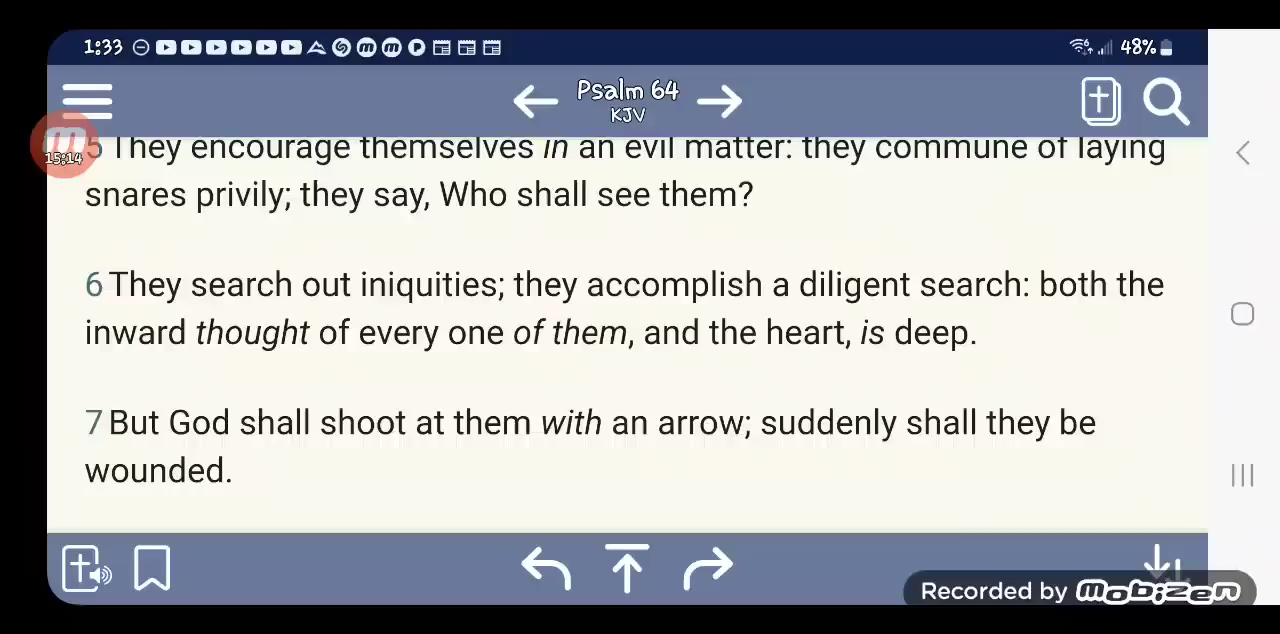 1:33
48%
Psalm 64
KJV
15:14
5 They encourage themselves in an evil matter: they commune of laying
snares privily; they say, Who shall see them?
6 They search out iniquities; they accomplish a diligent search: both the
inward thought of every one of them, and the heart, is deep.
7 But God shall shoot at them with an arrow; suddenly shall they be
wounded.
Recorded by mobizen